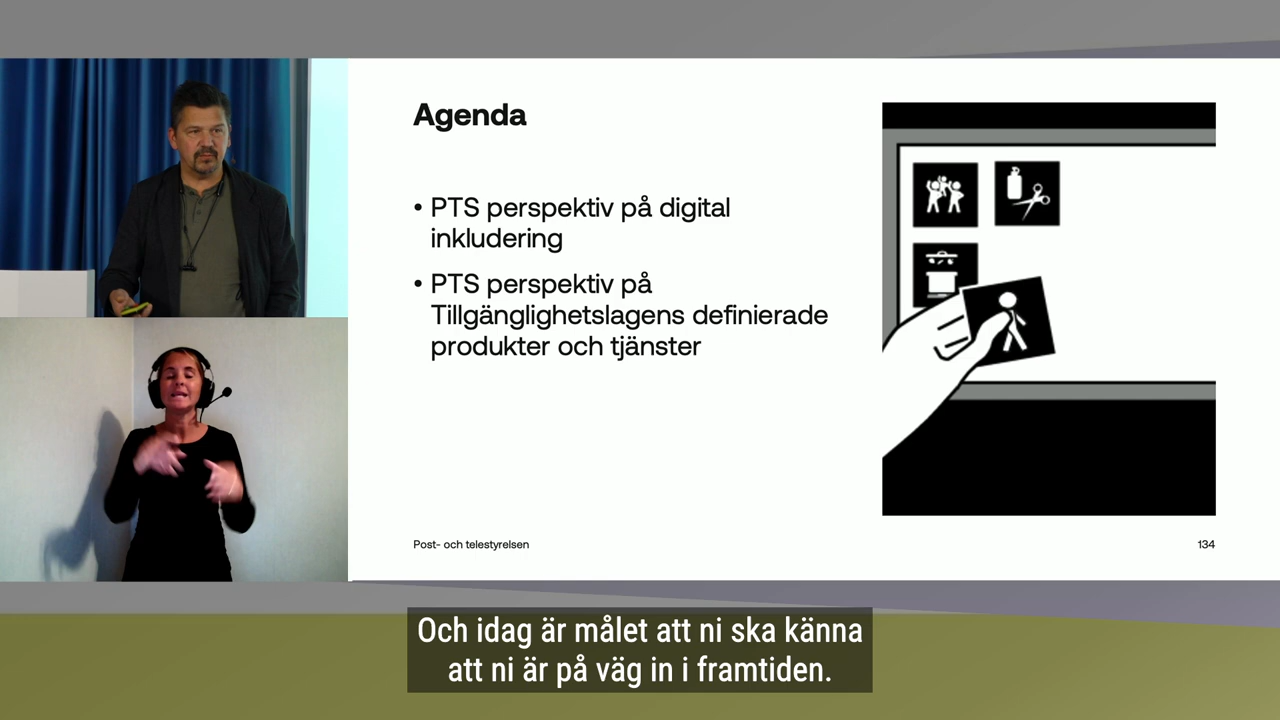 Agenda
• PTS perspektiv på digital
inkludering
• PTS perspektiv på
Tillgänglighetslagens definierade
produkter och tjänster
Post- och telestyrelsen
134
Och idag är målet att ni ska känna
att ni är på väg in i framtiden.